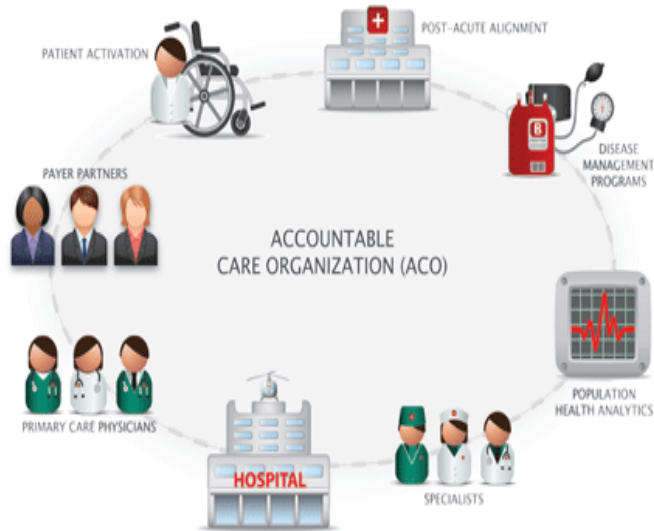 POST-ACUTE ALIGNMENT
PATIENT ACTIVATION
B
DISEASE
MANAGEMENT
PROGRAMS
PAYER PARTNERS
ACCOUNTABLE
CARE ORGANIZATION (ACO)
POPULATION
HEALTH ANALYTICS
PRIMARY CARE PHYSICIANS
HOSPITAL
SPECIALISTS